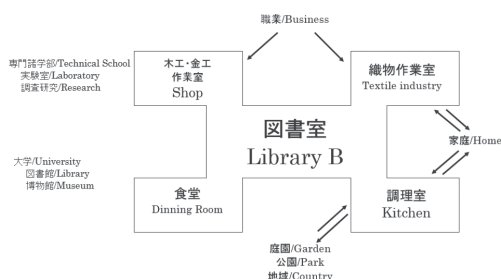 職業/Business
専門諸学部/Technical School
実験室/Laboratory
調査研究/Research
木工・金工
作業室
Shop
織物作業室
Textile industry
図書室
Library B
家庭/Home
大学/University
図書館/Library
博物館/Museum
食堂
Dinning Room
調理室
Kitchen
庭園/Garden
公園/Park
地域/Country